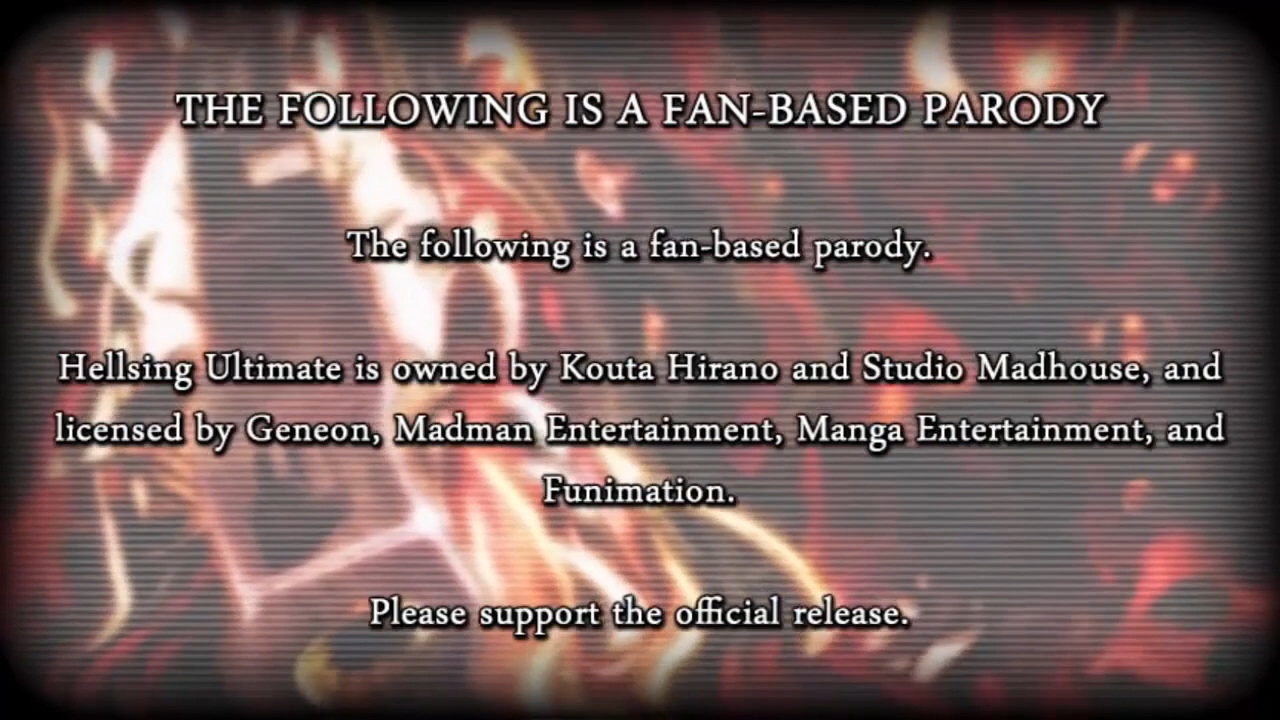 THE FOLLOWING IS A FAN-BASED PARODY
The following is a fan-based parody.
Hellsing Ultimate is owned by Kouta Hirano and Studio Madhouse, and
licensed by Geneon, Madman Entertainment, Manga Entertainment, and
Funimation.
Please support the official release.